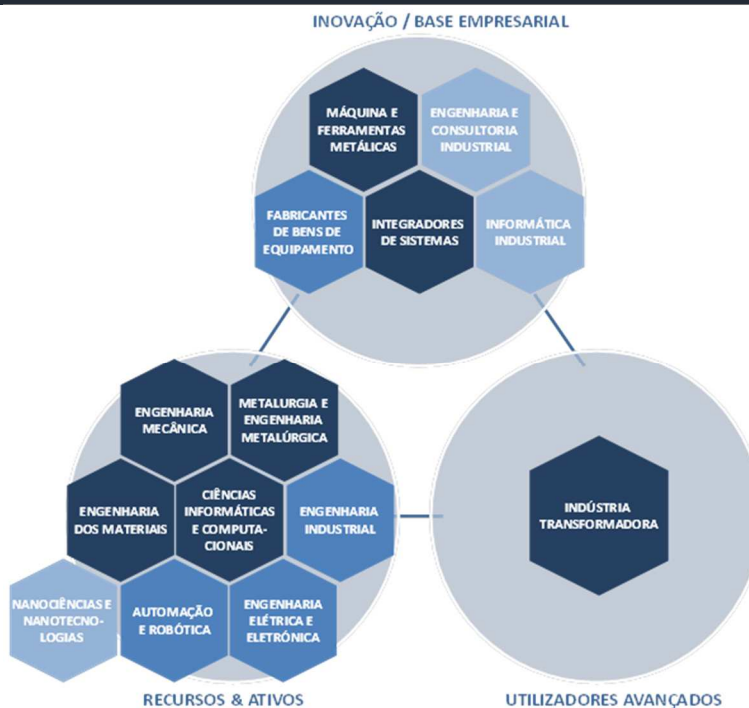 INOVAÇÃO / BASE EMPRESARIAL
MÁQUINA E
FERRAMENTAS
METÁLICAS
ENGENHARIA E
CONSULTORIA
INDUSTRIAL
FABRICANTES
DE BENS DE
EQUIPAMENTO
INTEGRADORES
DE SISTEMAS
INFORMÁTICA
INDUSTRIAL
ENGENHARIA
MECÂNICA
METALURGIA E
ENGENHARIA
METALÚRGICA
ENGENHARIA
DOS MATERIAIS
CIÊNCIAS
INFORMÁTICAS
E COMPUTA-
CIONAIS
ENGENHARIA
INDUSTRIAL
NANOCIÊNCIAS E
NANOTECNO-
LOGIAS
AUTOMAÇÃO
E ROBÓTICA
ENGENHARIA
ELÉTRICA E
ELETRÓNICA
INDÚSTRIA
TRANSFORMADORA
RECURSOS & ATIVOS
UTILIZADORES AVANÇADOS